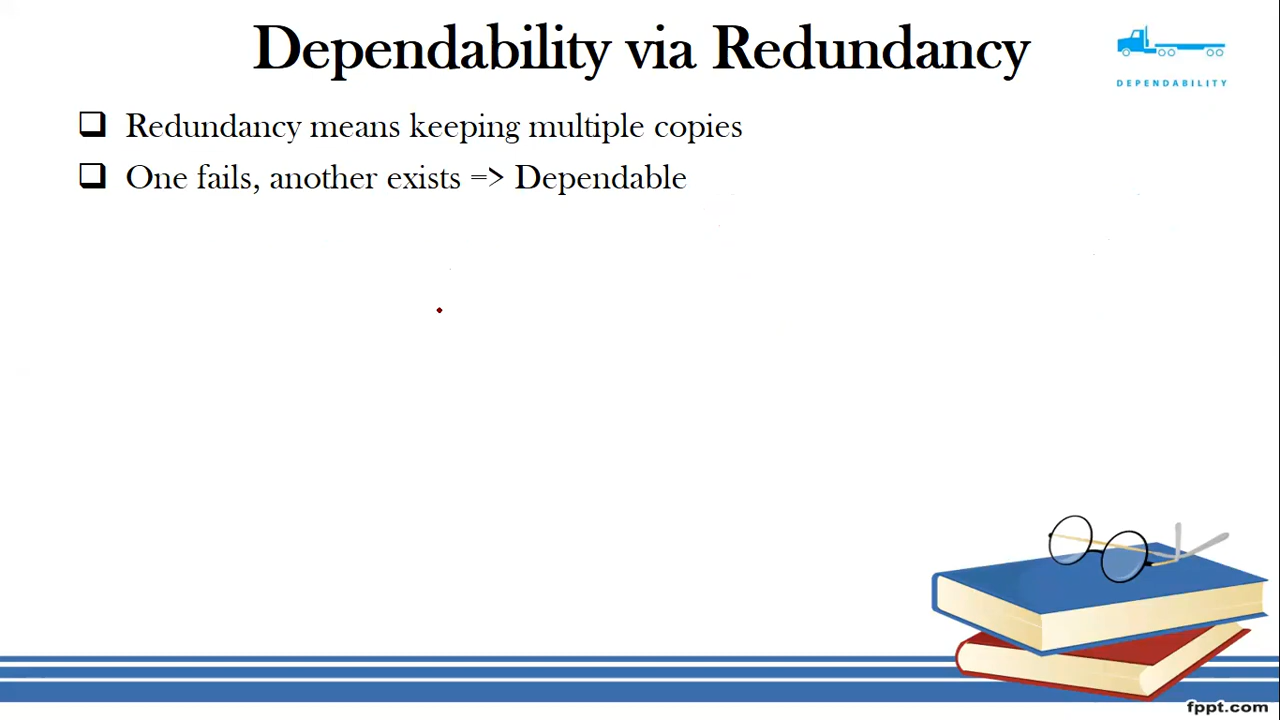 Dependability via Redundancy
DEPENDABILITY
Redundancy means keeping multiple copies
One fails, another exists => Dependable
fppt.com